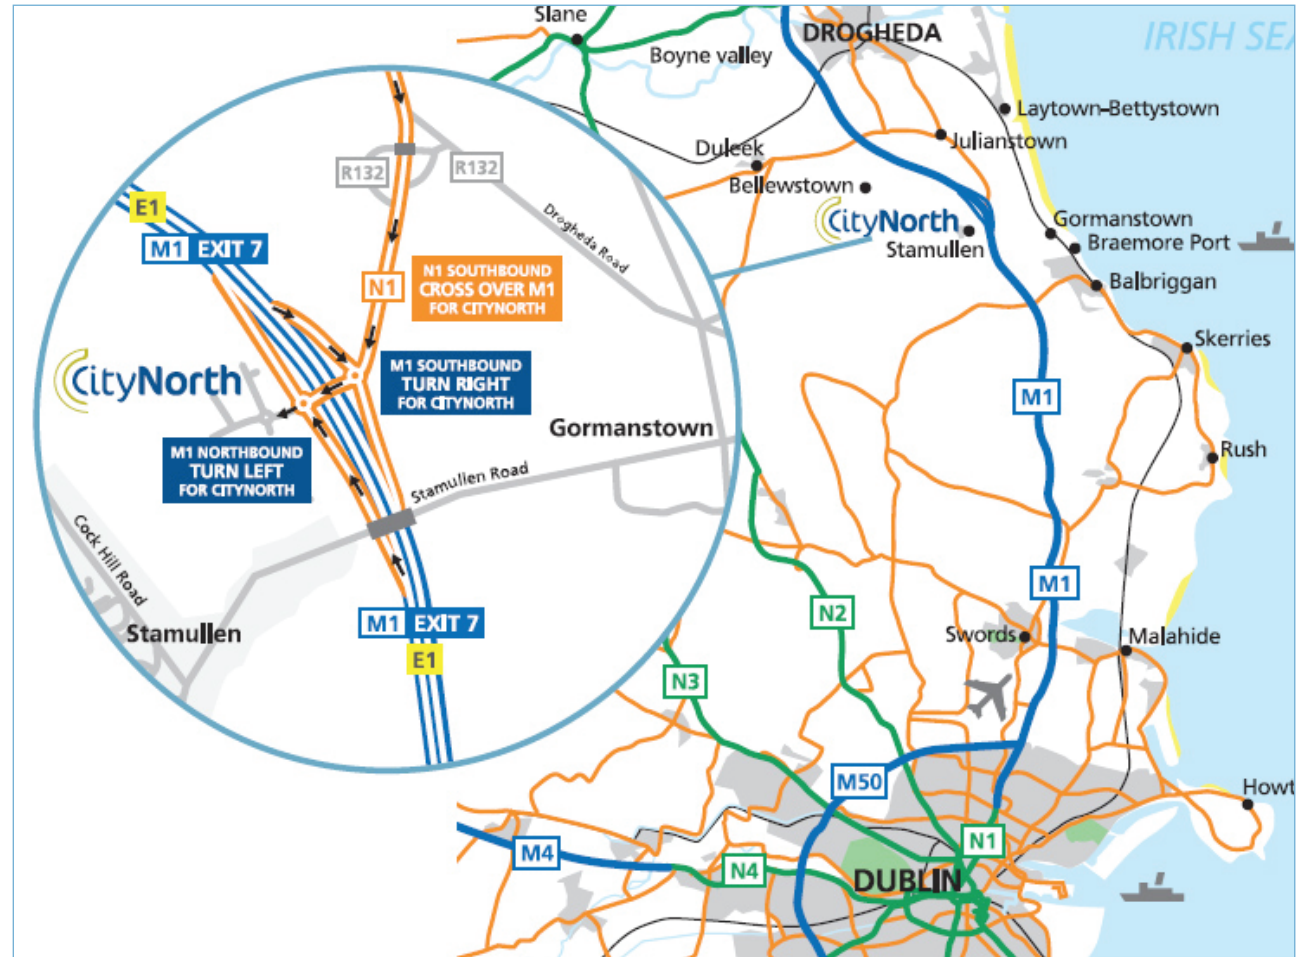 Slane
DROGHEDA
IRISH SEA
Boyne valley
Laytown-Bettystown
Julianstown
Duleek
Bellewstown
CityNorth
Stamullen
Gormanstown
Braemore Port
Balbriggan
Skerries
M1
Rush
M1
N2
Swords
Malahide
N3
M50
Howt
M4
N4
N1
DUBLIN
R132
R132
E1
M1 EXIT 7
Drogheda Road
N1
N1 SOUTHBOUND
CROSS OVER M1
FOR CITYNORTH
M1 SOUTHBOUND
TURN RIGHT
FOR CITYNORTH
CityNorth
Gormanstown
M1 NORTHBOUND
TURN LEFT
FOR CITYNORTH
Stamullen Road
Cock Hill Road
Stamullen
M1 EXIT 7
E1